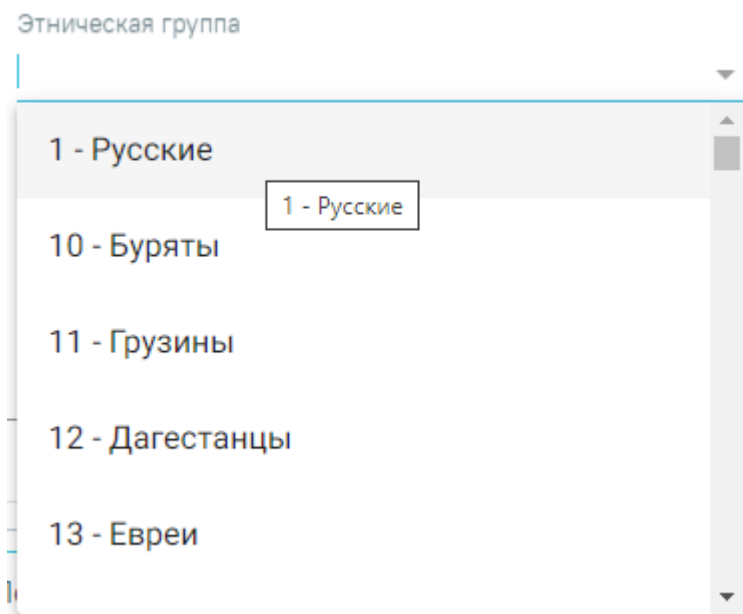 Этническая группа
1 - Русские
1 - Русские
10 - Буряты
11 - Грузины
12 - Дагестанцы
13 - Евреи